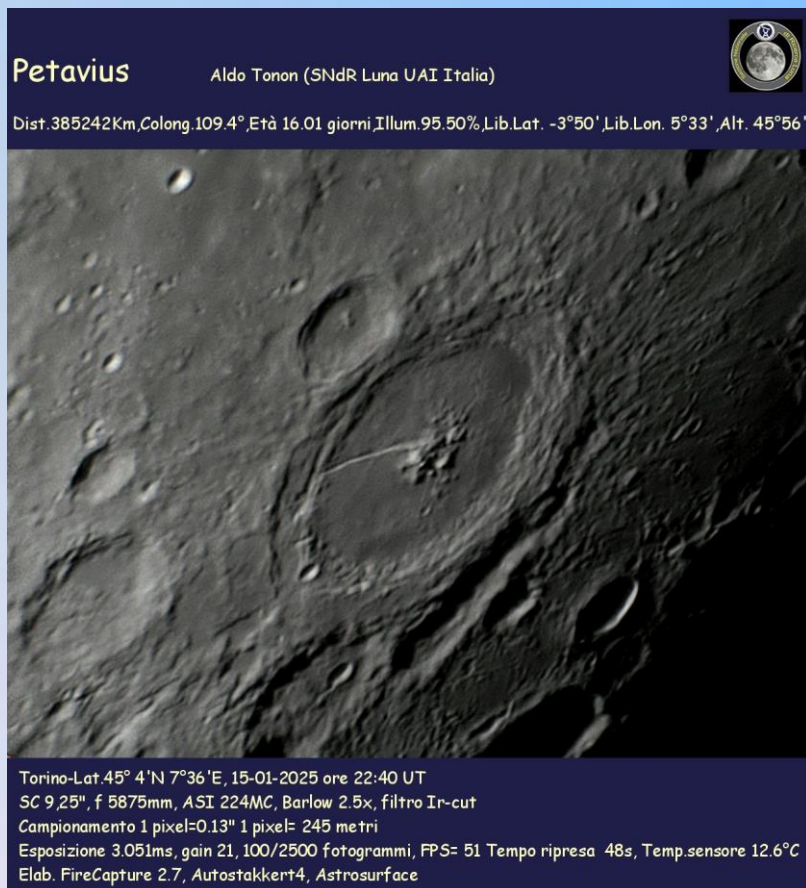 Petavius
Aldo Tonon (SNdR Luna UAI Italia)
Dist.385242Km,Colong.109.4°,Età 16.01 giorni,Illum.95.50%,Lib.Lat. -3°50',Lib.Lon. 5°33',Alt. 45°56'
Torino-Lat.45° 4'N 7°36'E, 15-01-2025 ore 22:40 UT
SC 9,25", f 5875mm, ASI 224MC, Barlow 2.5x, filtro Ir-cut
Campionamento 1 pixel=0.13" 1 pixel= 245 metri
Esposizione 3.051ms, gain 21, 100/2500 fotogrammi, FPS= 51 Tempo ripresa 48s, Temp.sensore 12.6°C
Elab. FireCapture 2.7, Autostakkert4, Astrosurface